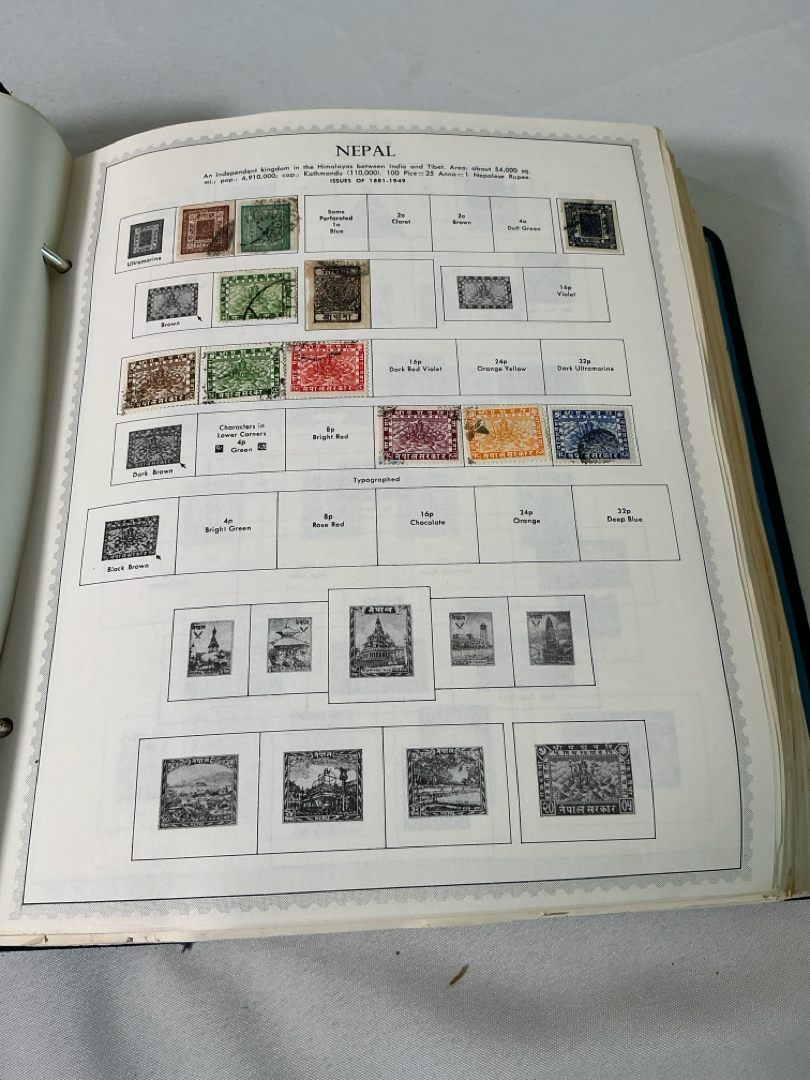 NEPAL
An independent kingdom in the Himalayas between India and Tibet. Area: about 54,000 sq.
mi.; pop.: 6,910,000; cap.: Kathmandu (110,000). 100 Pice=25 Anna=1 Nepalese Rupee.
ISSUES OF 1881-1949
Ultramarine
Same
Perforated
1a
Blue
2a
Claret
2a
Brown
4a
Dull Green
Brown
16p
Violet
16p
Dark Red Violet
24p
Orange Yellow
32p
Dark Ultramarine
Dark Brown
Characters in
Lower Corners
4p
Green
8p
Bright Red
नेपाल सरकार
नेपाल सरकार
नेपाल सरकार
Typographed
Black Brown
4p
Bright Green
8p
Rose Red
16p
Chocolate
24p
Orange
32p
Deep Blue
नेपाल
नेपाल
नेपाल
नेपाल
नेपाल
नेपाल
नेपाल
नेपाल
नेपाल सरकार